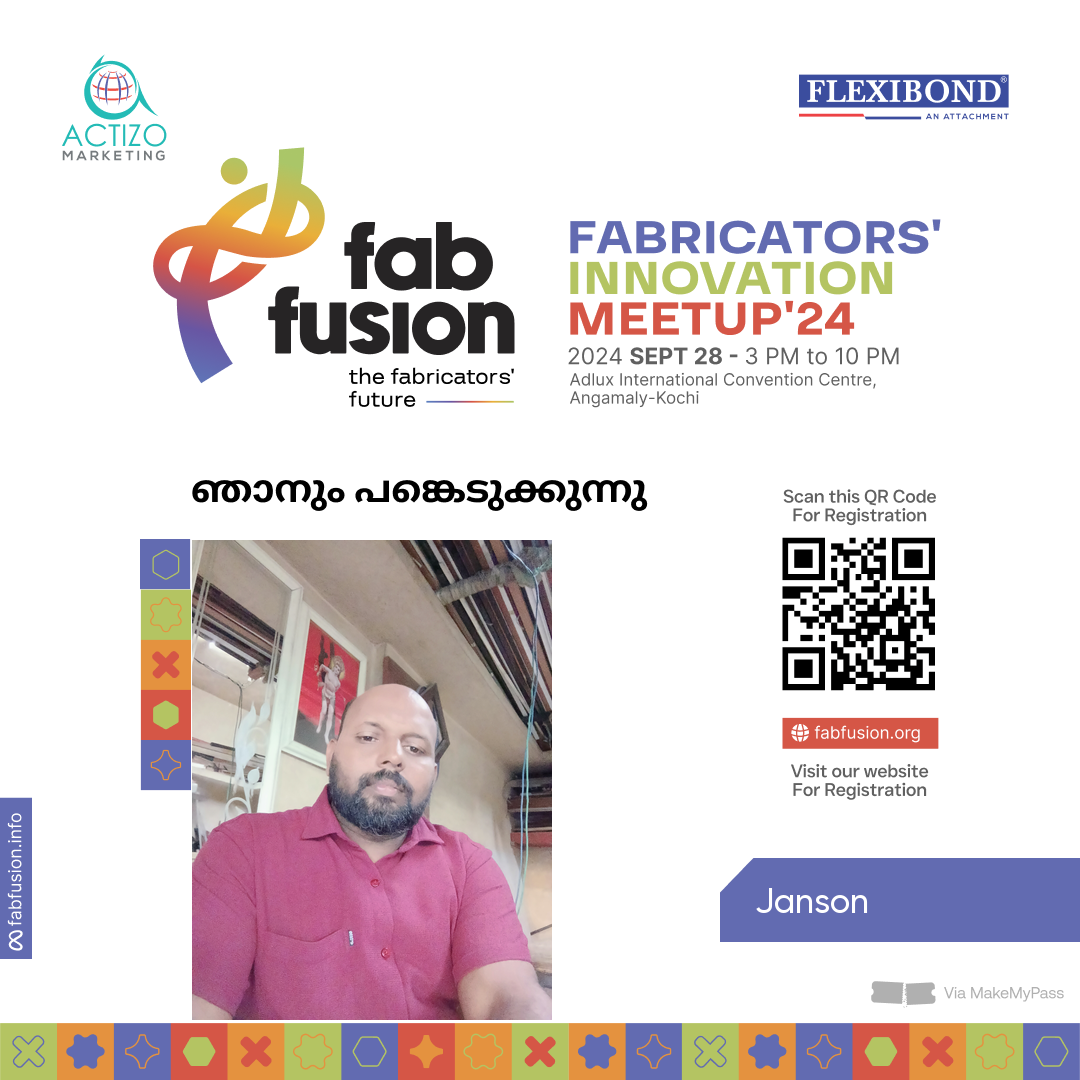 ACTIZO
MARKETING
FLEXIBOND®
AN ATTACHMENT
fab
fusion
the fabricators'
future
FABRICATORS'
INNOVATION
MEETUP'24
2024 SEPT 28 - 3 PM to 10 PM
Adlux International Convention Centre,
Angamaly-Kochi
ഞാനും പങ്കെടുക്കുന്നു
Scan this QR Code
For Registration
fabfusion.org
Visit our website
For Registration
fabfusion.info
Janson
Via MakeMyPass